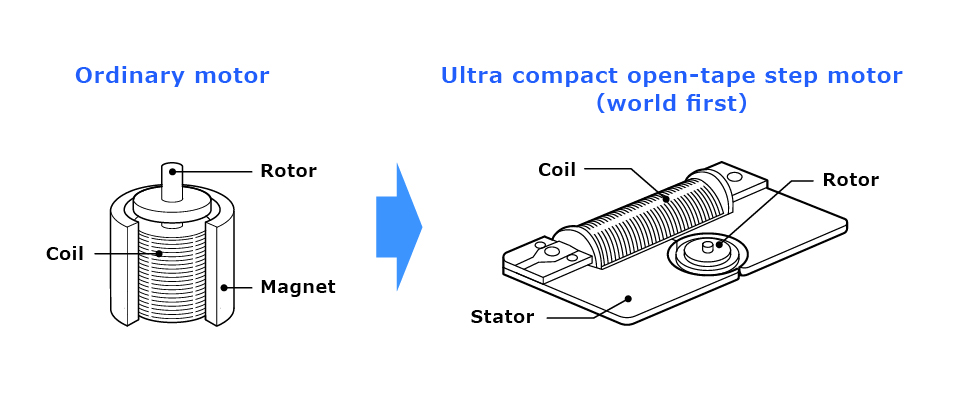 Ordinary motor
Ultra compact open-tape step motor
(world first)
Rotor
Coil
Magnet
Coil
Rotor
Stator